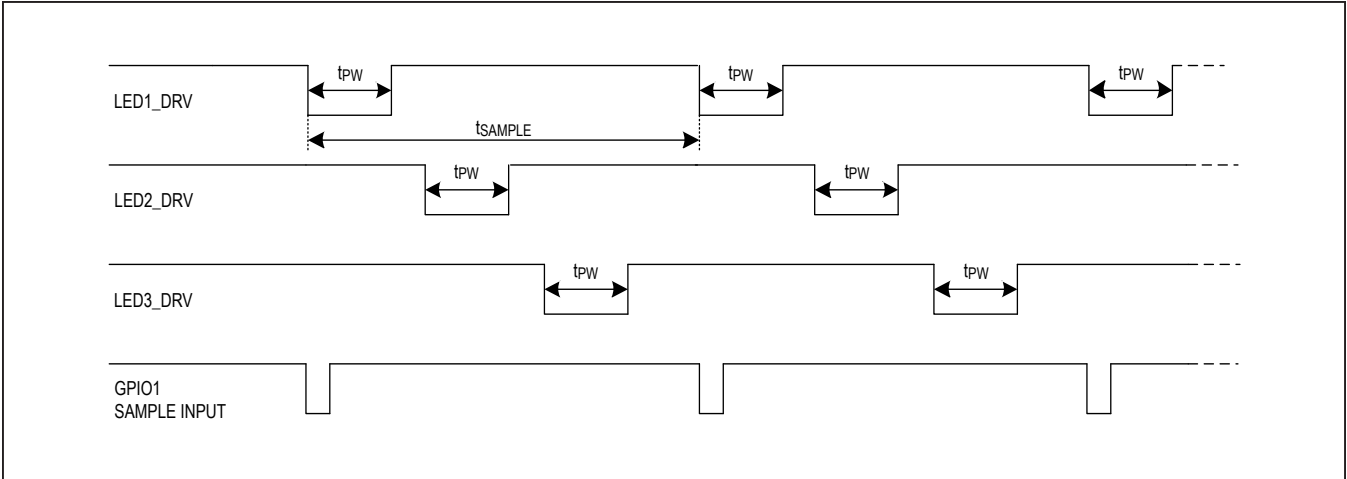 tPW tPW tPW
LED1_DRV
tSAMPLE
tPW tPW
LED2_DRV
tPW tPW
LED3_DRV
GPIO1
SAMPLE INPUT